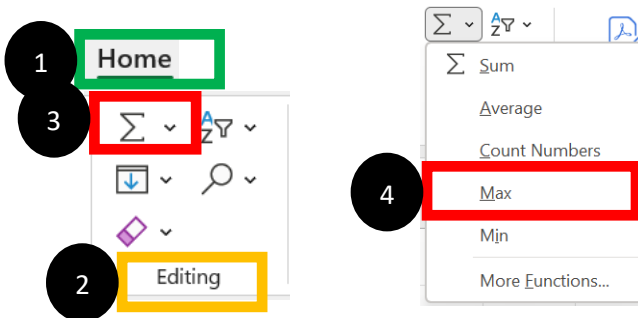 1
Home
3
Σ
A
Z
2
Editing
Σ
A
Z
Σ Sum
Average
Count Numbers
4
Max
Min
More Functions...